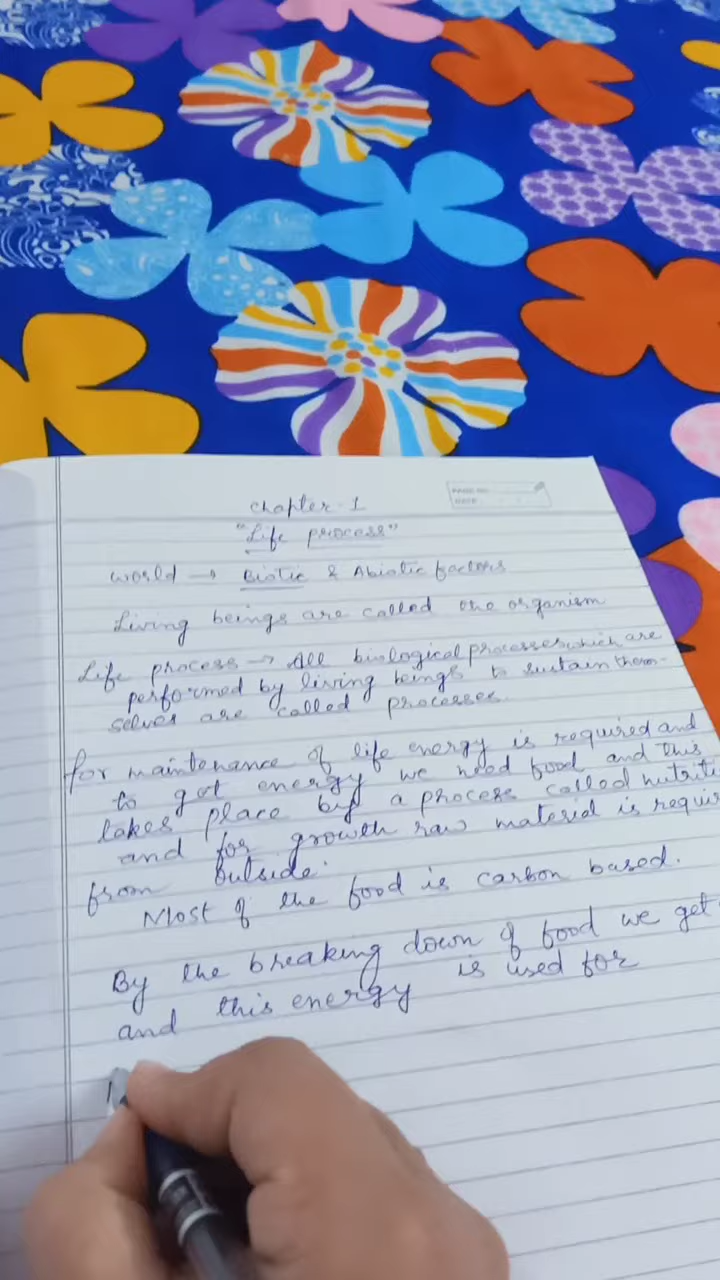 PAGE NO.
DATE
Chapter-1
"Life process"
World → Biotic & Abiotic factors
Living beings are called the organism
Life process → All biological processes which are
performed by living beings to sustain them-
selves are called processes.
for maintenance of life energy is required and
to get energy we need food and this
takes place by a process called nutriti
and for growth raw material is requir
from outside.
Most of the food is carbon based.
By the breaking down of food we get
and this energy is used for